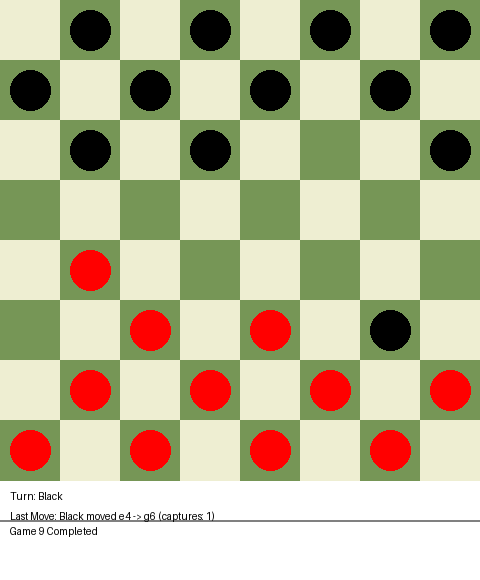 Turn: Black
Last Move: Black moved e4 -> g6 (captures: 1)
Game 9 Completed